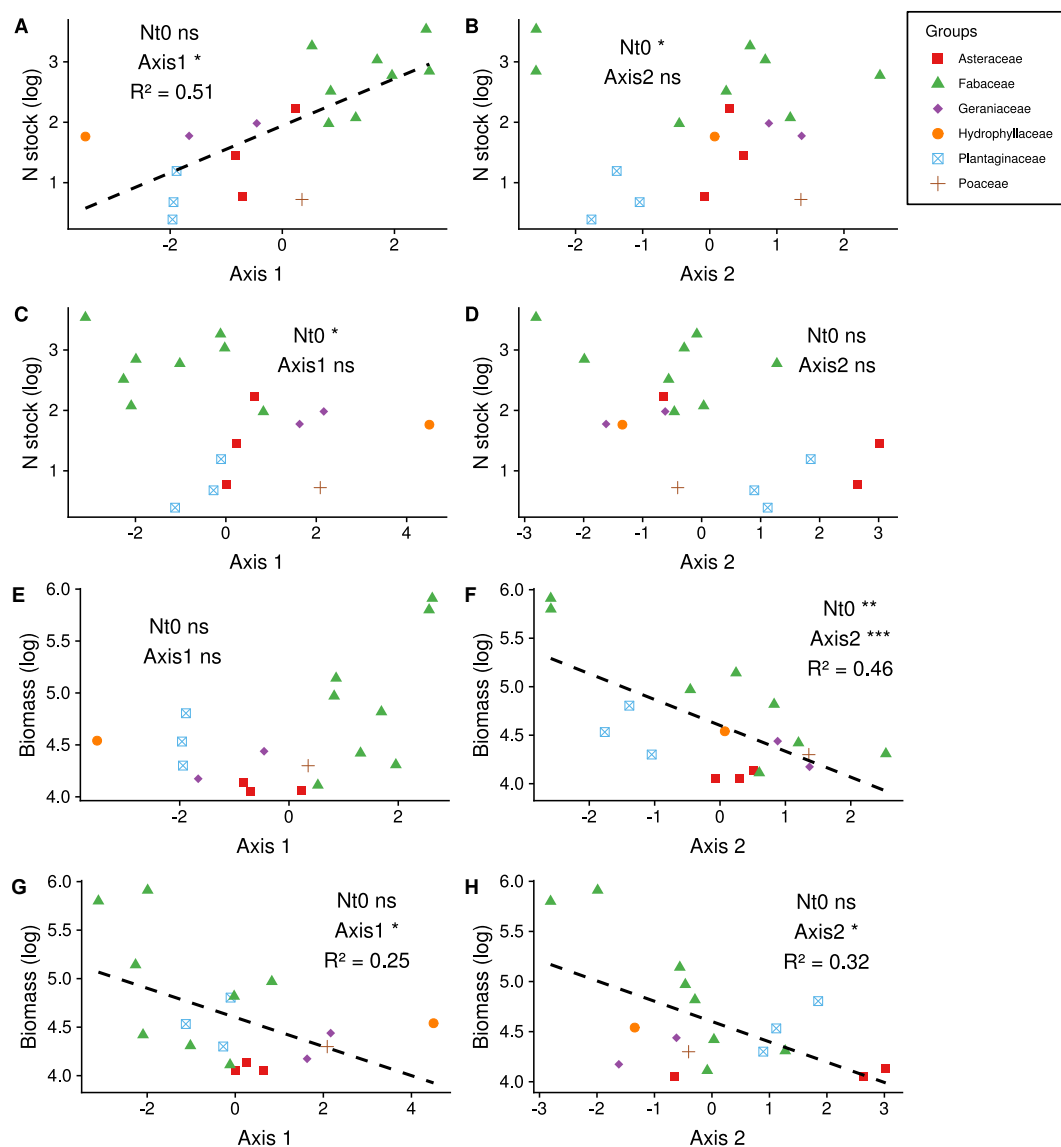 A
Nt0 ns
Axis1 *
R² = 0.51
N stock (log)
3
2
1
-2
0
2
Axis 1
B
Nt0 *
Axis2 ns
N stock (log)
3
2
1
-2
-1
0
1
2
Axis 2
Groups
Asteraceae
Fabaceae
Geraniaceae
Hydrophyllaceae
Plantaginaceae
Poaceae
C
Nt0 *
Axis1 ns
N stock (log)
3
2
1
-2
0
2
4
Axis 1
D
Nt0 ns
Axis2 ns
N stock (log)
3
2
1
-3
-2
-1
0
1
2
3
Axis 2
E
Nt0 ns
Axis1 ns
Biomass (log)
6.0
5.5
5.0
4.5
4.0
-2
0
2
Axis 1
F
Nt0 **
Axis2 ***
R² = 0.46
Biomass (log)
6.0
5.5
5.0
4.5
4.0
-2
-1
0
1
2
Axis 2
G
Nt0 ns
Axis1 *
R² = 0.25
Biomass (log)
6.0
5.5
5.0
4.5
4.0
-2
0
2
4
Axis 1
H
Nt0 ns
Axis2 *
R² = 0.32
Biomass (log)
6.0
5.5
5.0
4.5
4.0
-3
-2
-1
0
1
2
3
Axis 2